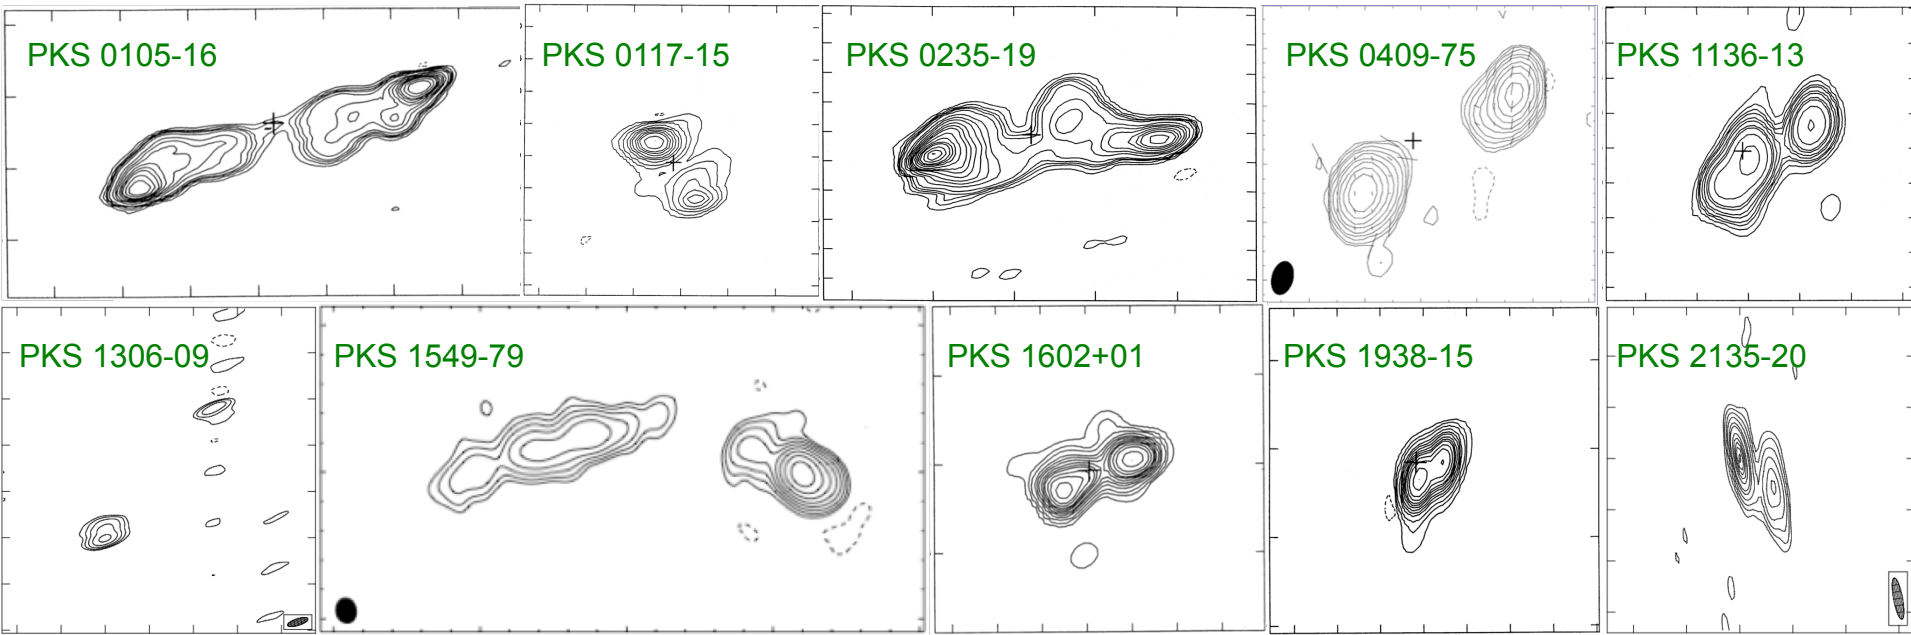 PKS 0105-16
PKS 0117-15
PKS 0235-19
PKS 0409-75
PKS 1136-13
PKS 1306-09
PKS 1549-79
PKS 1602+01
PKS 1938-15
PKS 2135-20